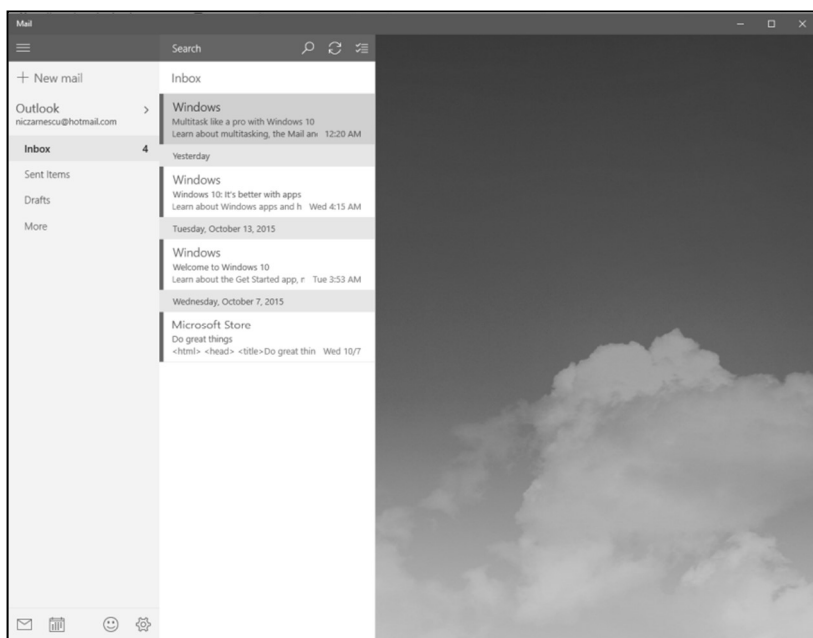 Mail
Search
+ New mail
Inbox
Outlook
niczarnescu@hotmail.com
Inbox 4
Sent Items
Drafts
More
Windows
Multitask like a pro with Windows 10
Learn about multitasking, the Mail an 12:20 AM
Yesterday
Windows
Windows 10: It's better with apps
Learn about Windows apps and h Wed 4:15 AM
Tuesday, October 13, 2015
Windows
Welcome to Windows 10
Learn about the Get Started app, r Tue 3:53 AM
Wednesday, October 7, 2015
Microsoft Store
Do great things
<html> <head> <title>Do great thin Wed 10/7